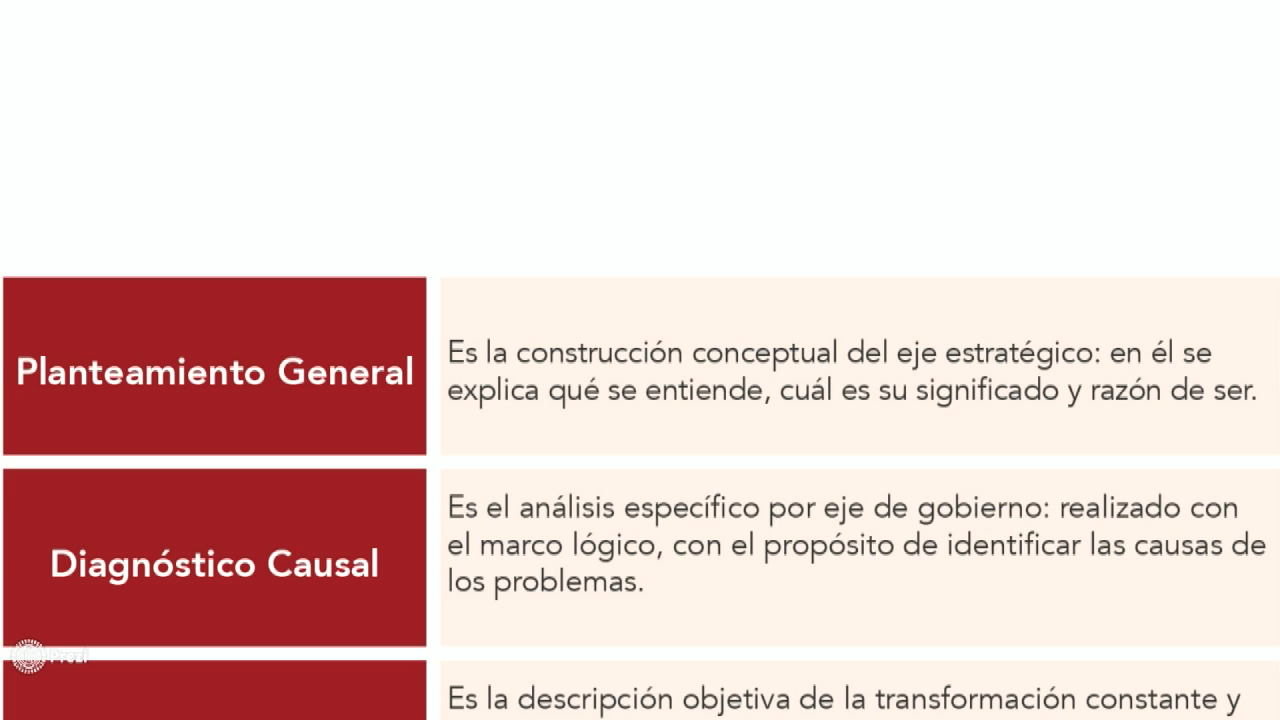 Planteamiento General
Es la construcción conceptual del eje estratégico: en él se
explica qué se entiende, cuál es su significado y razón de ser.
Diagnóstico Causal
Es el análisis específico por eje de gobierno: realizado con
el marco lógico, con el propósito de identificar las causas de
los problemas.
Prezi
Es la descripción objetiva de la transformación constante y